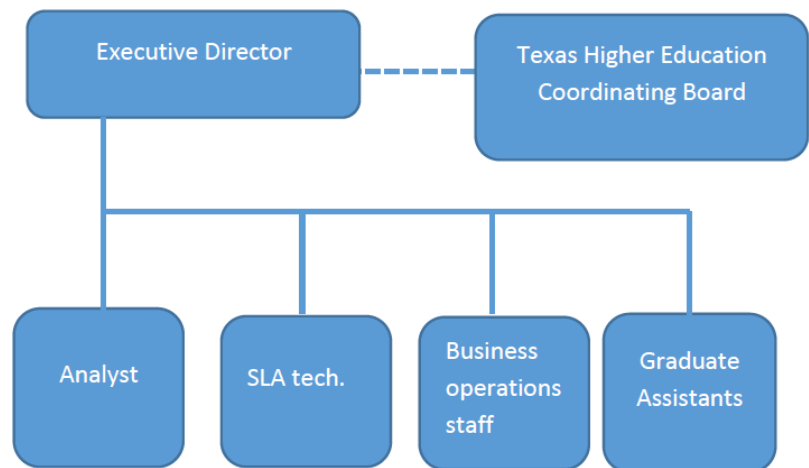 Executive Director
Texas Higher Education
Coordinating Board
Analyst
SLA tech.
Business
operations
staff
Graduate
Assistants